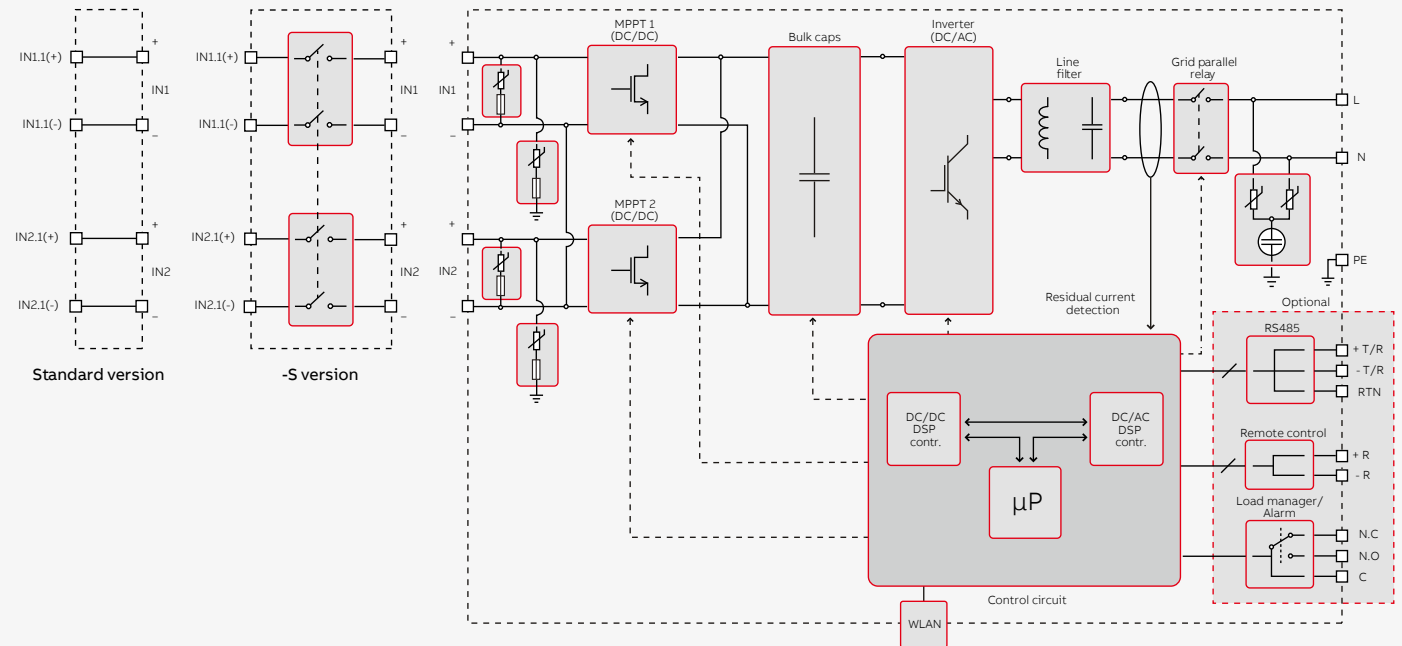 IN1.1(+)
+
IN1
IN1.1(-)
–
IN2.1(+)
+
IN2
IN2.1(-)
–
Standard version
IN1.1(+)
+
IN1
IN1.1(-)
–
IN2.1(+)
+
IN2
IN2.1(-)
–
-S version
+
IN1
–
+
IN2
–
MPPT 1
(DC/DC)
MPPT 2
(DC/DC)
Bulk caps
Inverter
(DC/AC)
Line
filter
Grid parallel
relay
L
N
PE
Residual current
detection
Optional
RS485
+ T/R
- T/R
RTN
Remote control
+ R
- R
Load manager/
Alarm
N.C
N.O
C
DC/DC
DSP
contr.
DC/AC
DSP
contr.
µP
Control circuit
WLAN